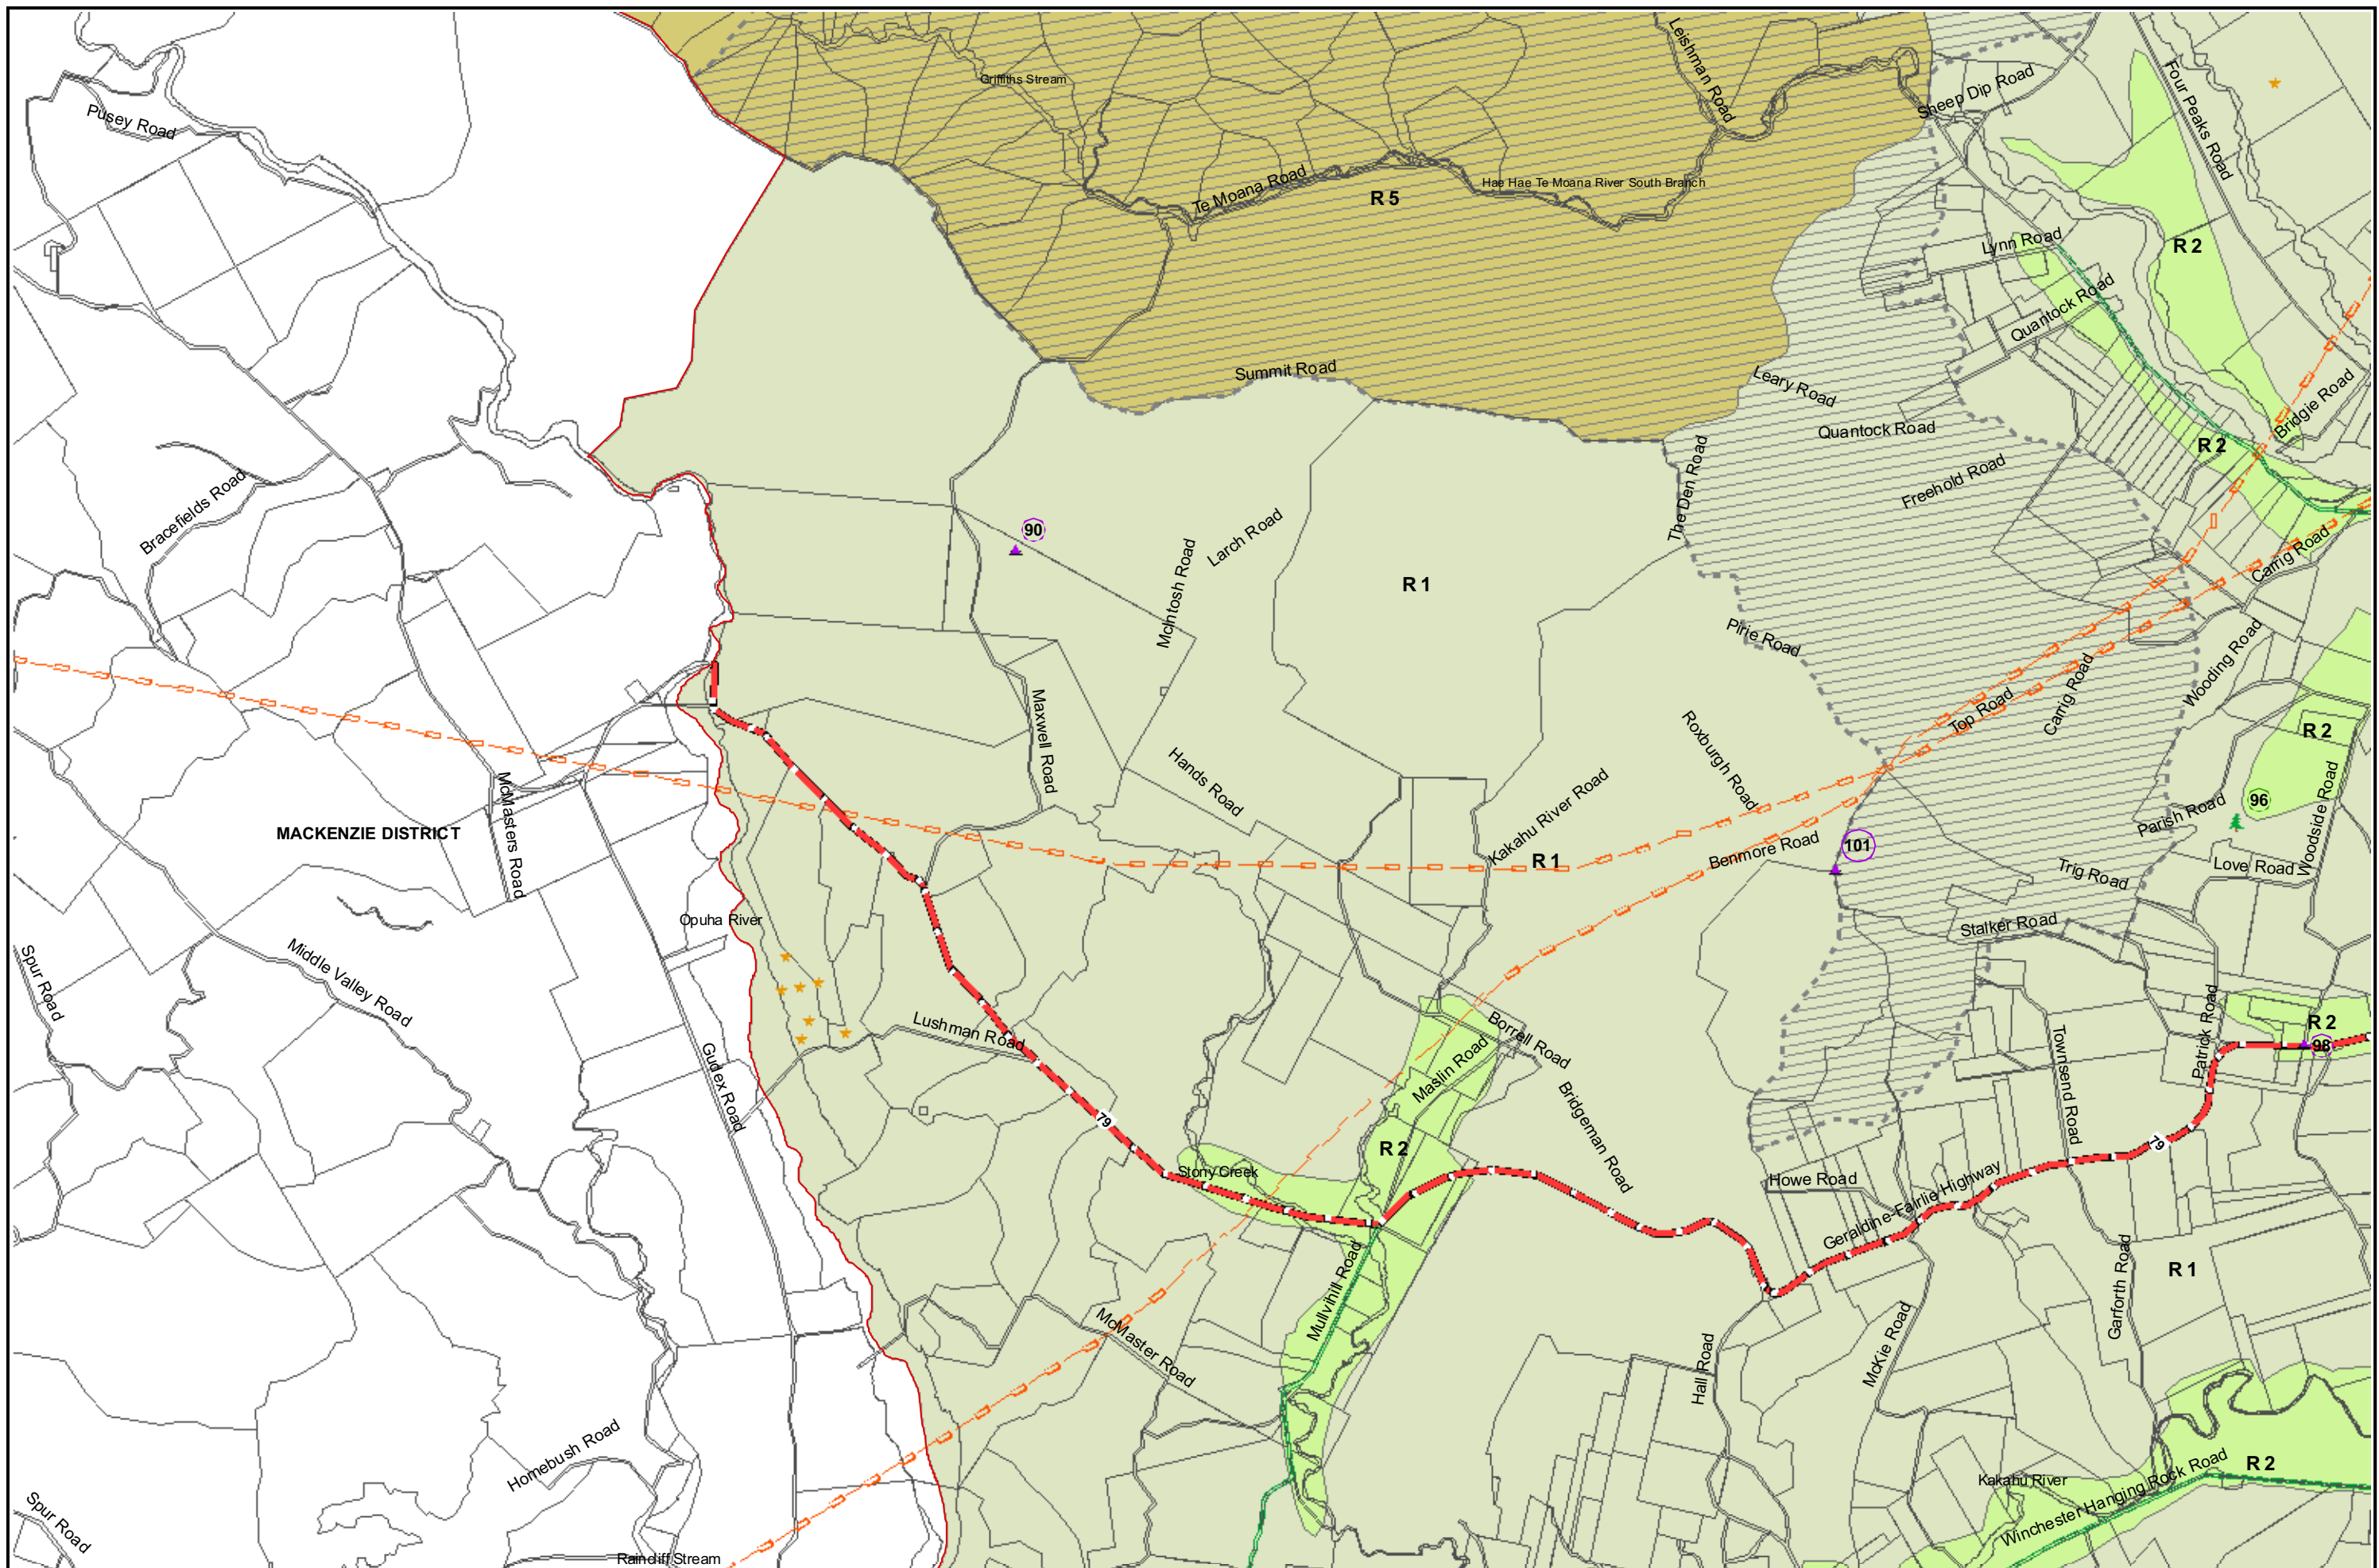 Leishman Road
Griffiths Stream
Sheep Dip Road
Four Peaks Road
Pusey Road
Te Moana Road
Hae Hae Te Moana River South Branch
R 5
R 2
Lynn Road
Quantock Road
Summit Road
Leary Road
Bridgie Road
Quantock Road
R 2
The Den Road
Freehold Road
Bracefields Road
90
Larch Road
McIntosh Road
R 1
Carrig Road
Pirie Road
Wooding Road
Carrig Road
Top Road
Maxwell Road
Roxburgh Road
R 2
Hands Road
Kakahu River Road
McMasters Road
MACKENZIE DISTRICT
96
Parish Road
Woodside Road
Benmore Road
101
R 1
Trig Road
Love Road
Opuha River
Stalker Road
Spur Road
Middle Valley Road
Lushman Road
Borrell Road
Patrick Road
R 2
98
Gudex Road
Maslin Road
Townsend Road
79
Bridgeman Road
R 2
79
Stony Creek
Howe Road
Geraldine-Fairlie Highway
Mullvihill Road
Garforth Road
R 1
McMaster Road
Hall Road
McKie Road
Homebush Road
Kakahu River
R 2
Winchester Hanging Rock Road
Spur Road
Raincliff Stream